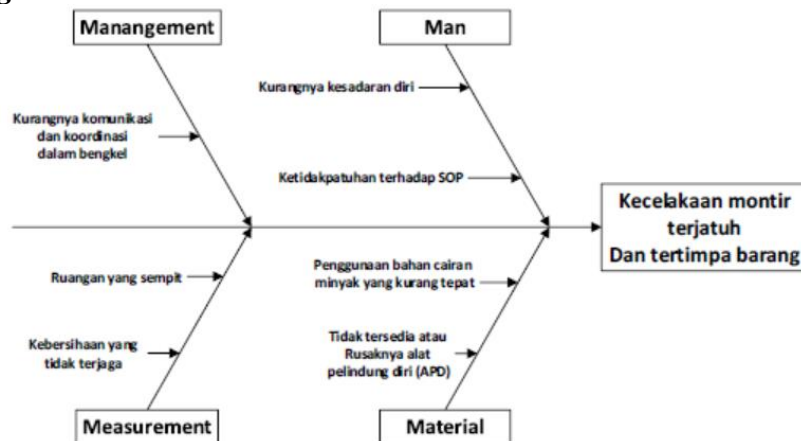 Manangement
Man
Kurangnya kesadaran diri
Kurangnya komunikasi
dan koordinasi
dalam bengkel
Ketidakpatuhan terhadap SOP
Kecelakaan montir
terjatuh
Dan tertimpa barang
Ruangan yang sempit
Penggunaan bahan cairan
minyak yang kurang tepat
Kebersihaan yang
tidak terjaga
Tidak tersedia atau
Rusaknya alat
pelindung diri (APD)
Measurement
Material